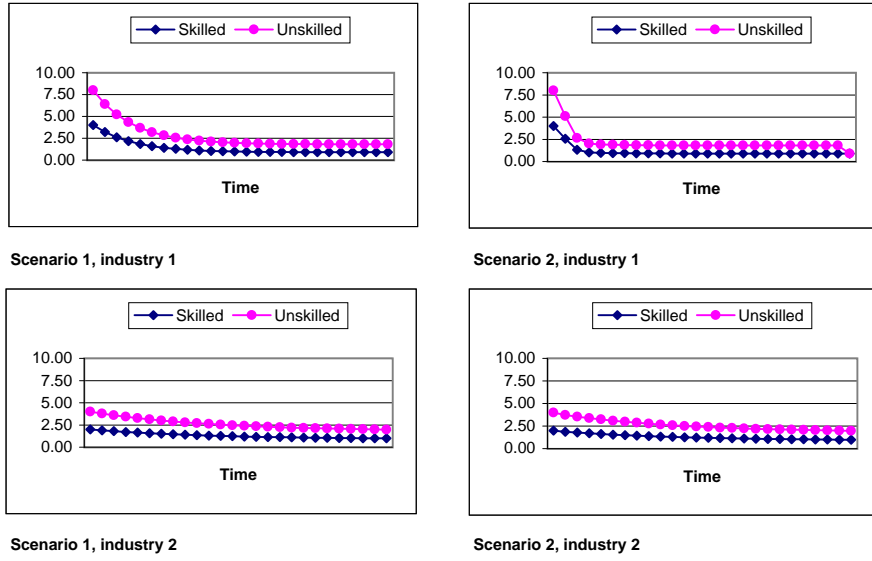 Skilled Unskilled
10.00
7.50
5.00
2.50
0.00
Time
Scenario 1, industry 1
Skilled Unskilled
10.00
7.50
5.00
2.50
0.00
Time
Scenario 2, industry 1
Skilled Unskilled
10.00
7.50
5.00
2.50
0.00
Time
Scenario 1, industry 2
Skilled Unskilled
10.00
7.50
5.00
2.50
0.00
Time
Scenario 2, industry 2